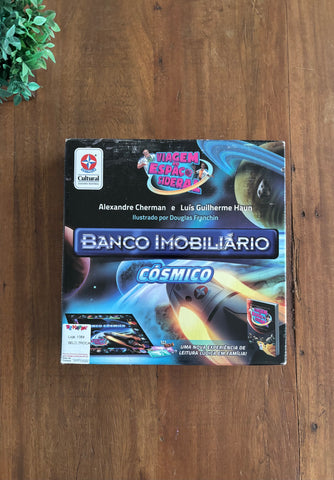 VIAGEM
ESPAÇO
SIDERAL
Cultural
Alexandre Cherman e Luís Guilherme Haun
Ilustrado por Douglas Franchin
BANCO IMOBILIÁRIO
CÓSMICO
UMA NOVA EXPERIÊNCIA DE
LEITURA LÚDICA EM FAMÍLIA!